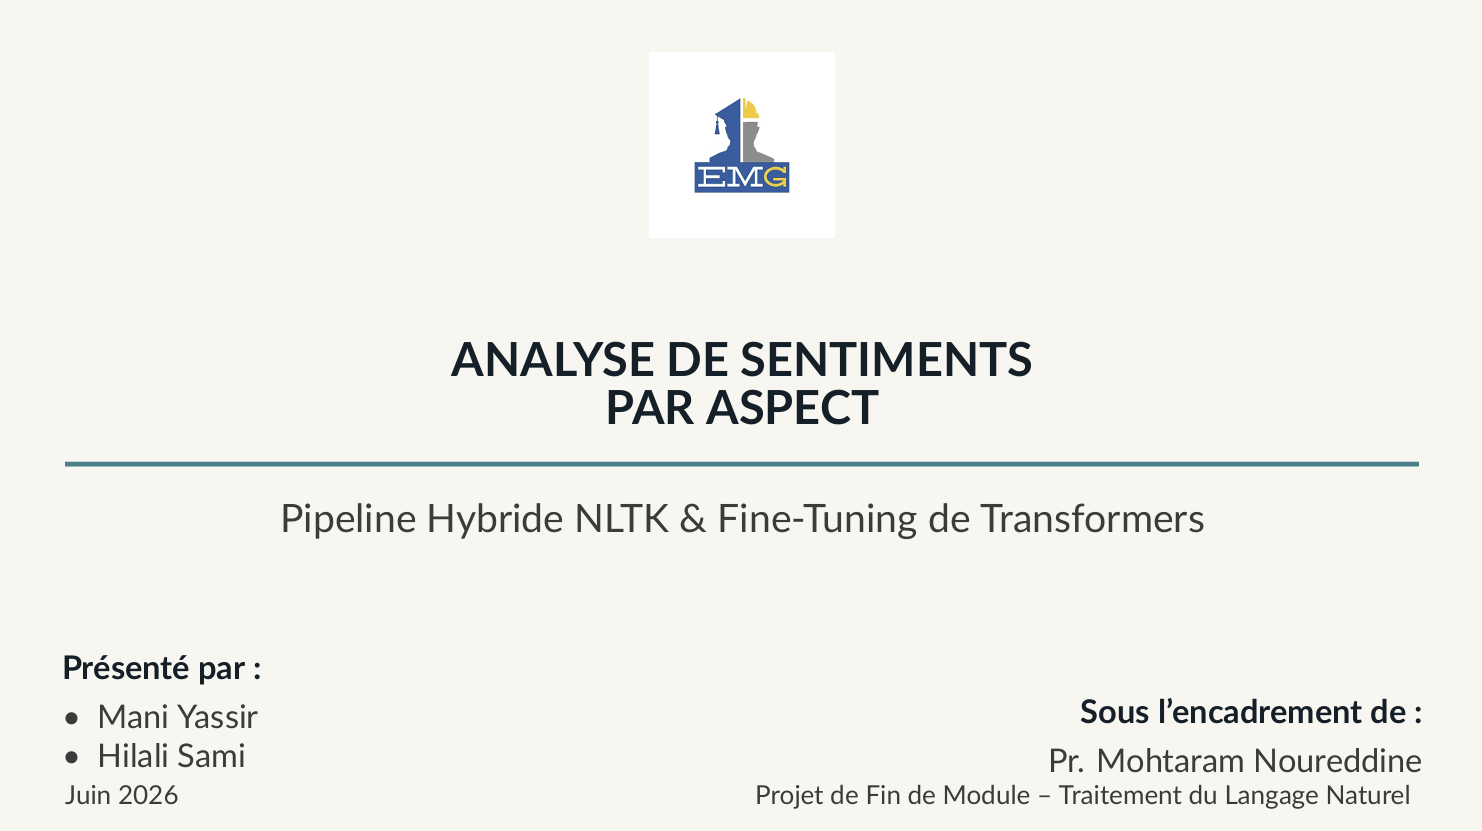 EMG
ANALYSE DE SENTIMENTS
PAR ASPECT
Pipeline Hybride NLTK & Fine-Tuning de Transformers
Présenté par :
• Mani Yassir
• Hilali Sami
Sous l’encadrement de :
Pr. Mohtaram Noureddine
Juin 2026
Projet de Fin de Module – Traitement du Langage Naturel